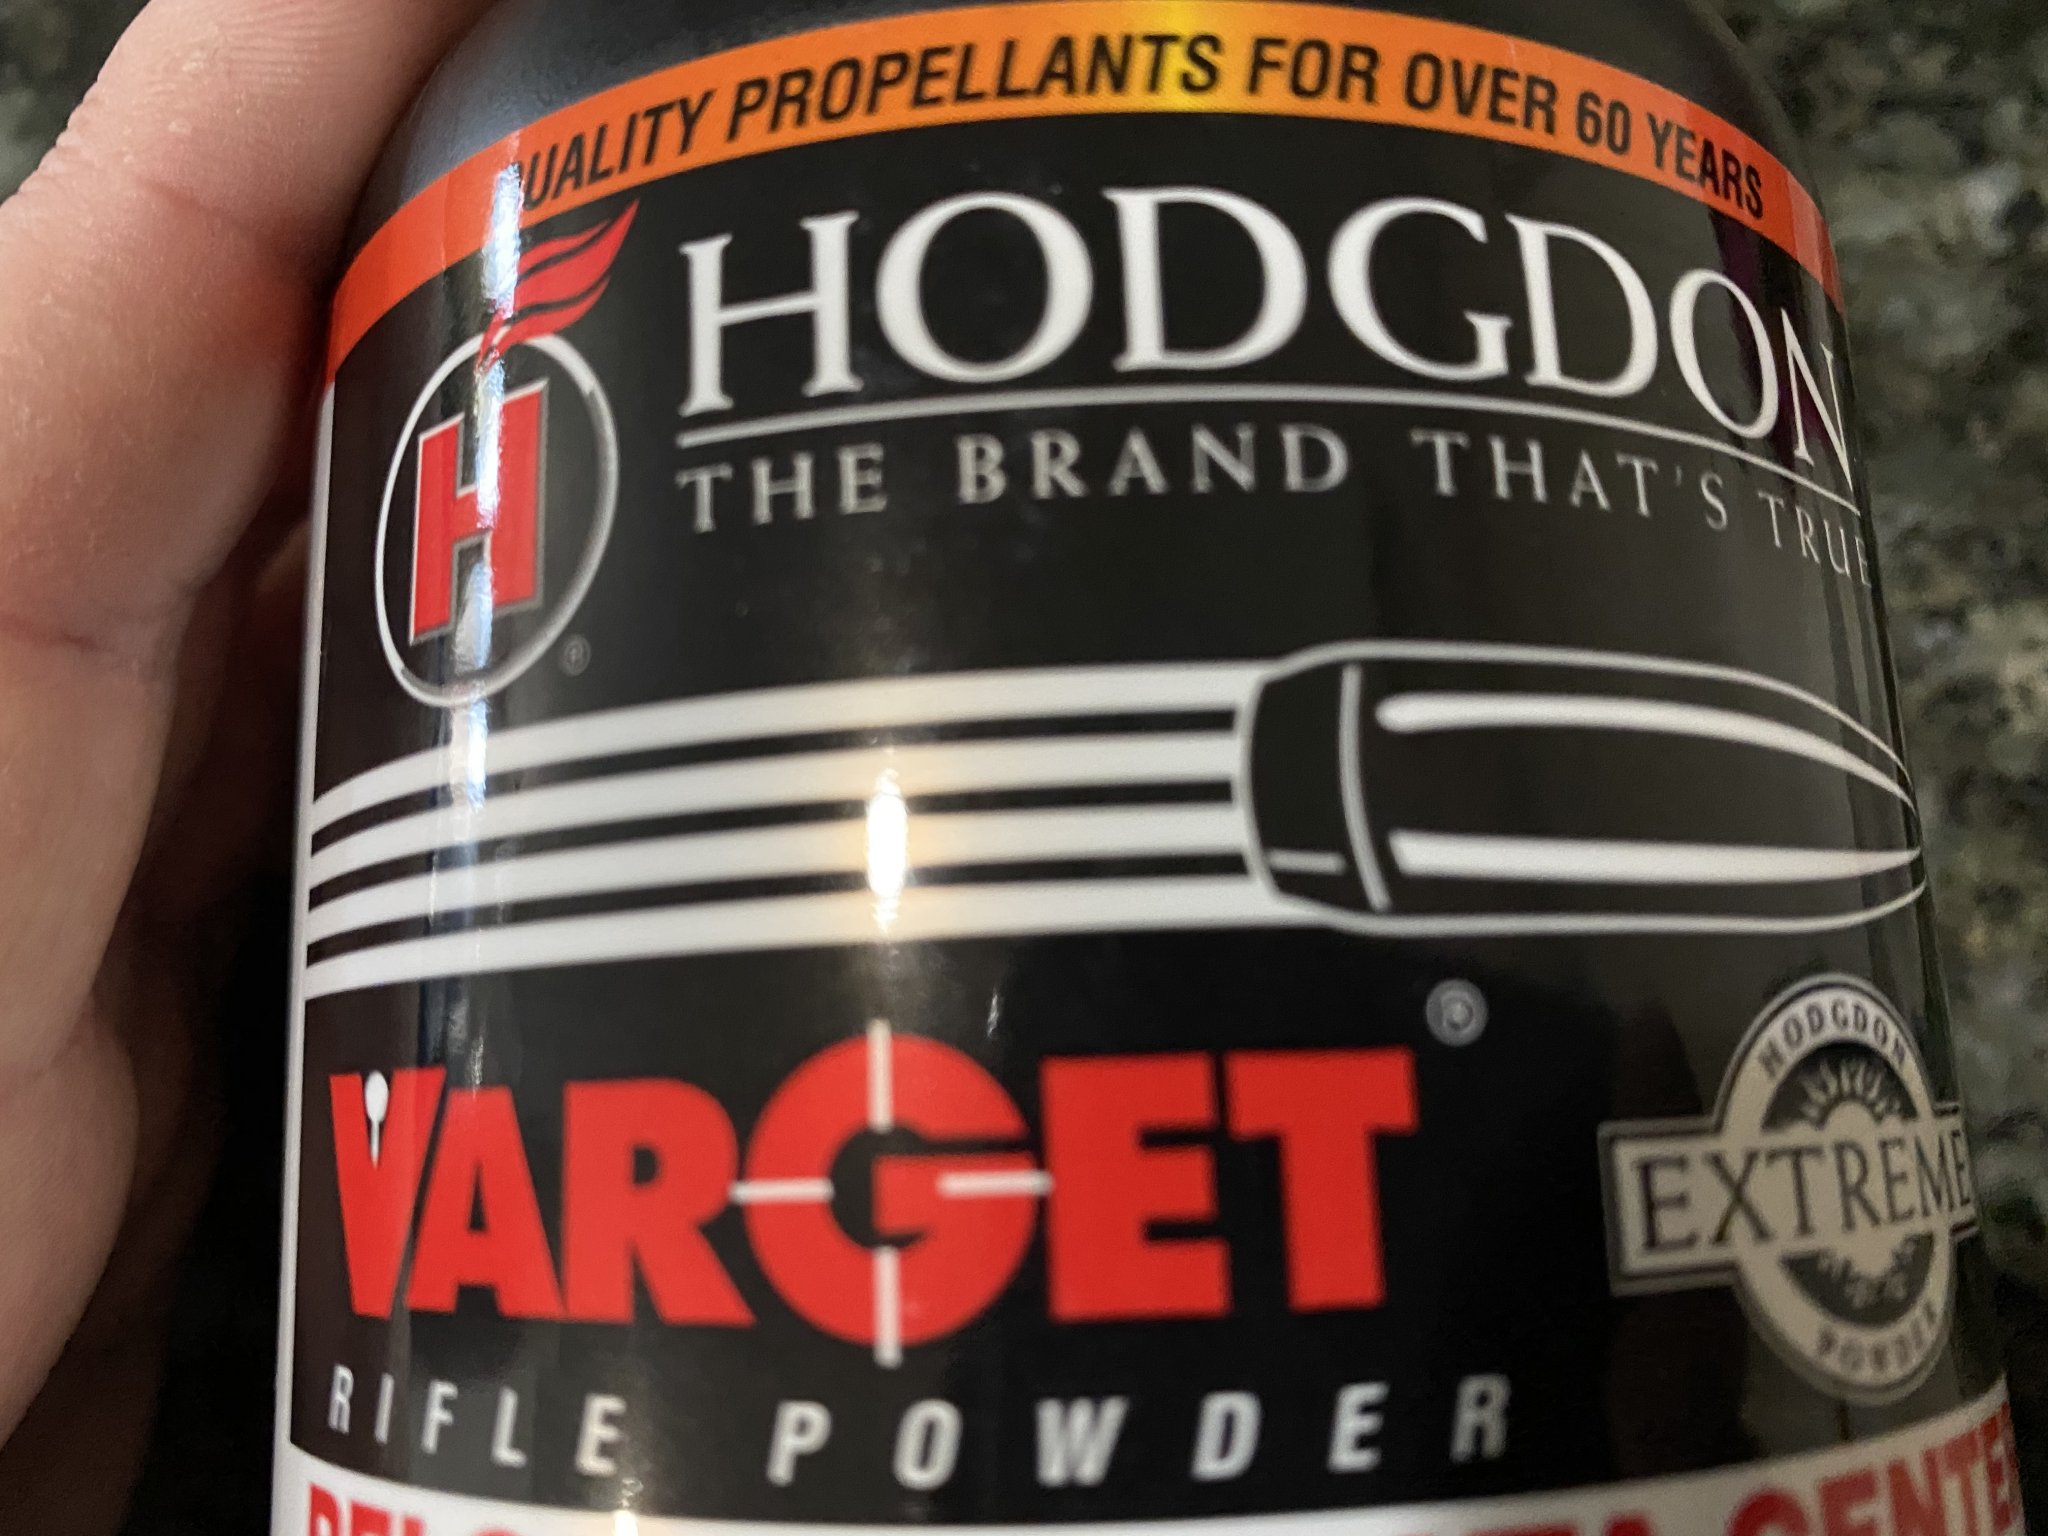 QUALITY PROPELLANTS FOR OVER 60 YEARS
H
®
HODGDON
THE BRAND THAT'S TRUE
VARGET®
RIFLE POWDER
HODGDON
EXTREME
POWDER